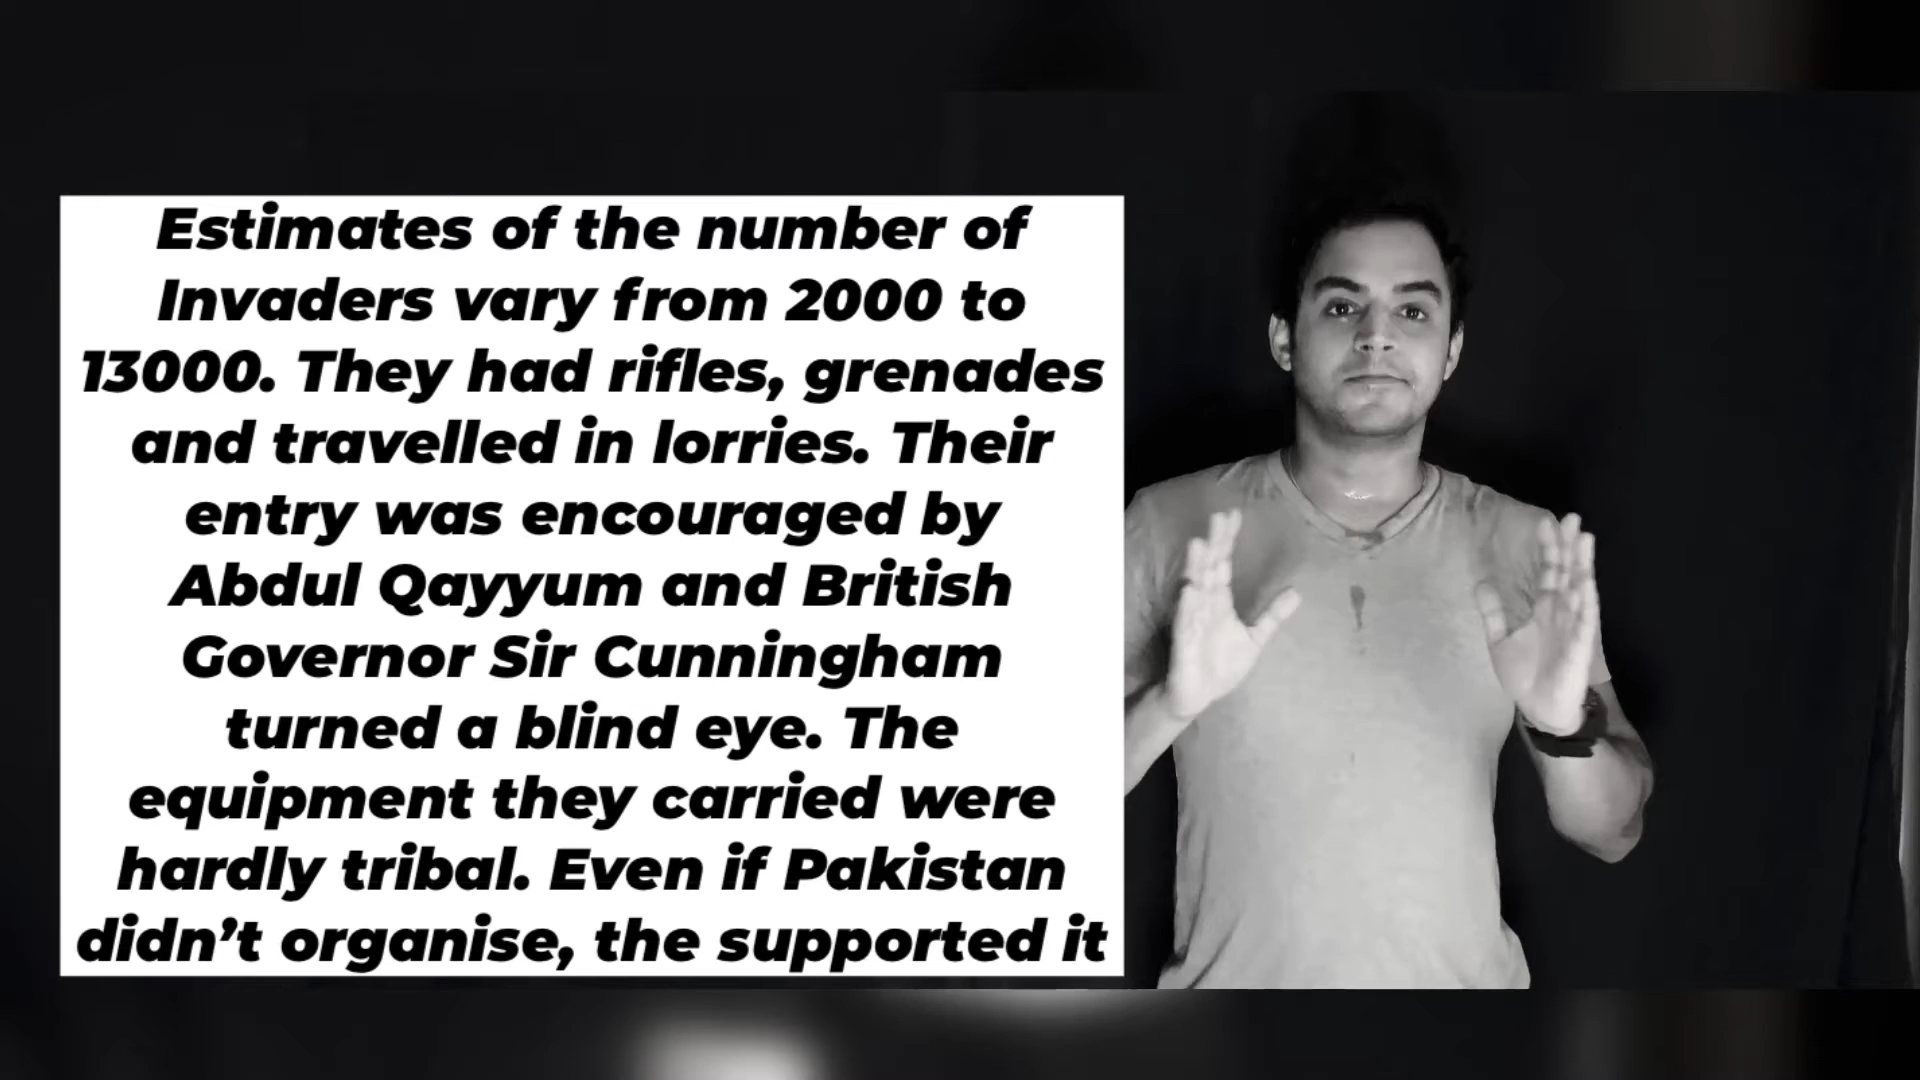 Estimates of the number of
Invaders vary from 2000 to
13000. They had rifles, grenades
and travelled in lorries. Their
entry was encouraged by
Abdul Qayyum and British
Governor Sir Cunningham
turned a blind eye. The
equipment they carried were
hardly tribal. Even if Pakistan
didn’t organise, the supported it